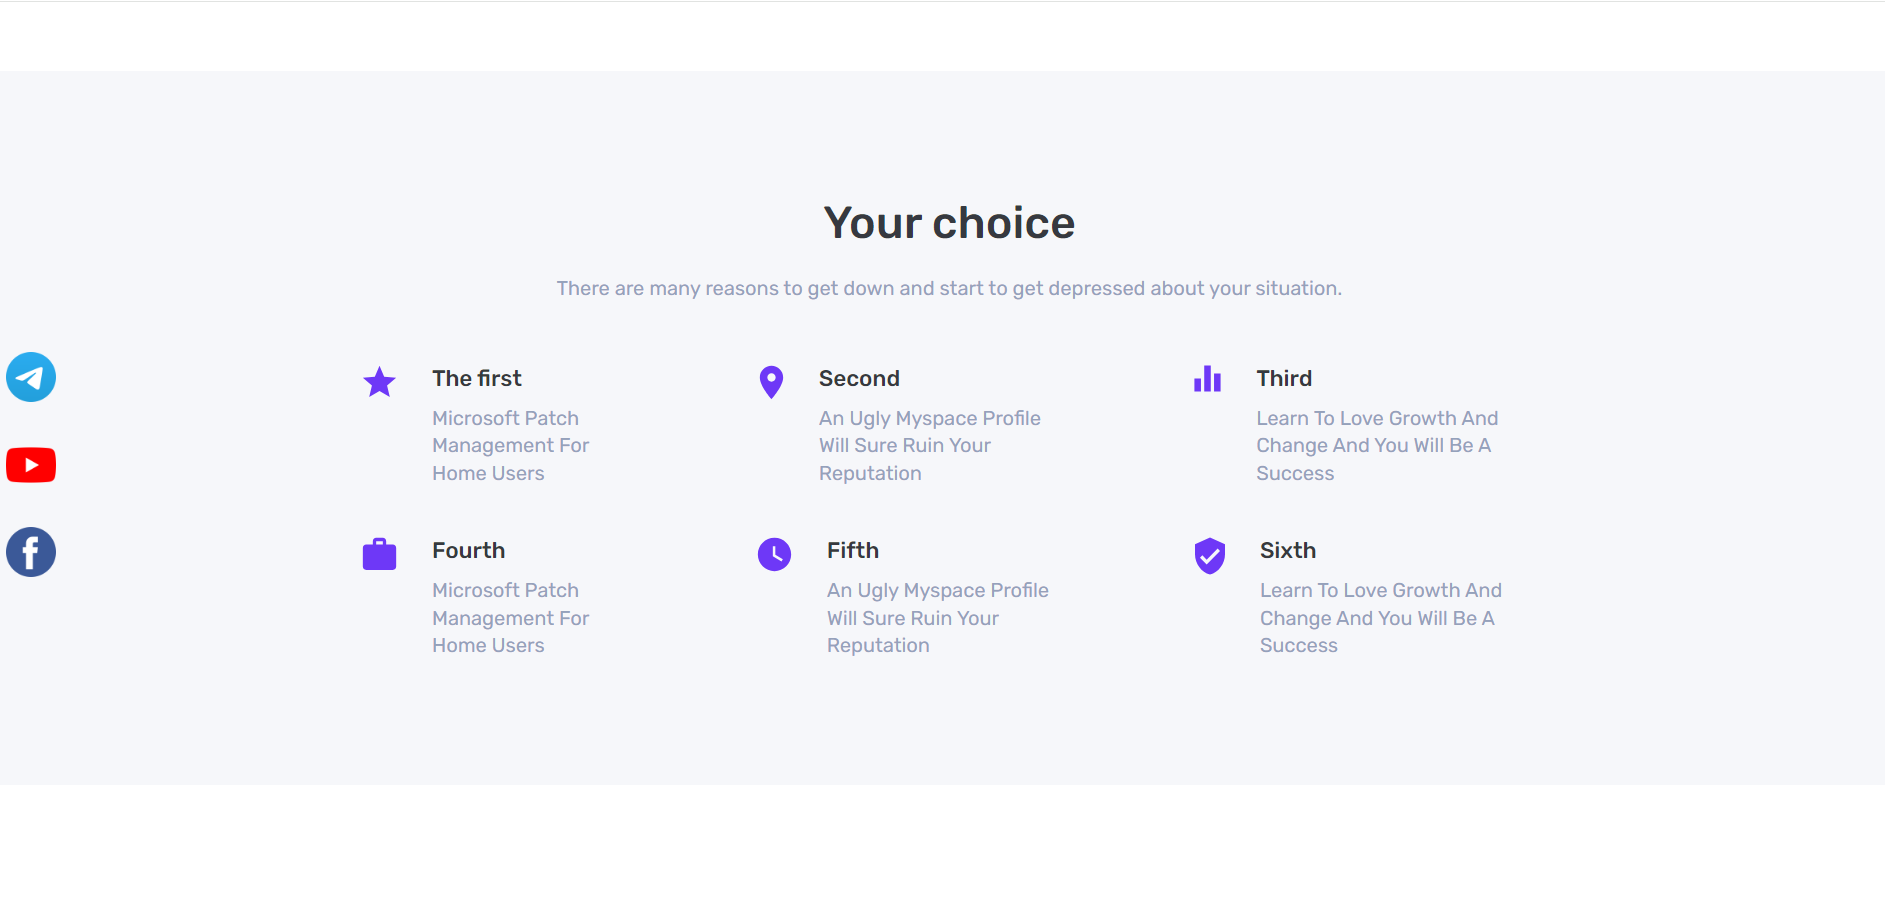 Your choice
There are many reasons to get down and start to get depressed about your situation.
The first
Microsoft Patch
Management For
Home Users
Second
An Ugly Myspace Profile
Will Sure Ruin Your
Reputation
Third
Learn To Love Growth And
Change And You Will Be A
Success
Fourth
Microsoft Patch
Management For
Home Users
Fifth
An Ugly Myspace Profile
Will Sure Ruin Your
Reputation
Sixth
Learn To Love Growth And
Change And You Will Be A
Success